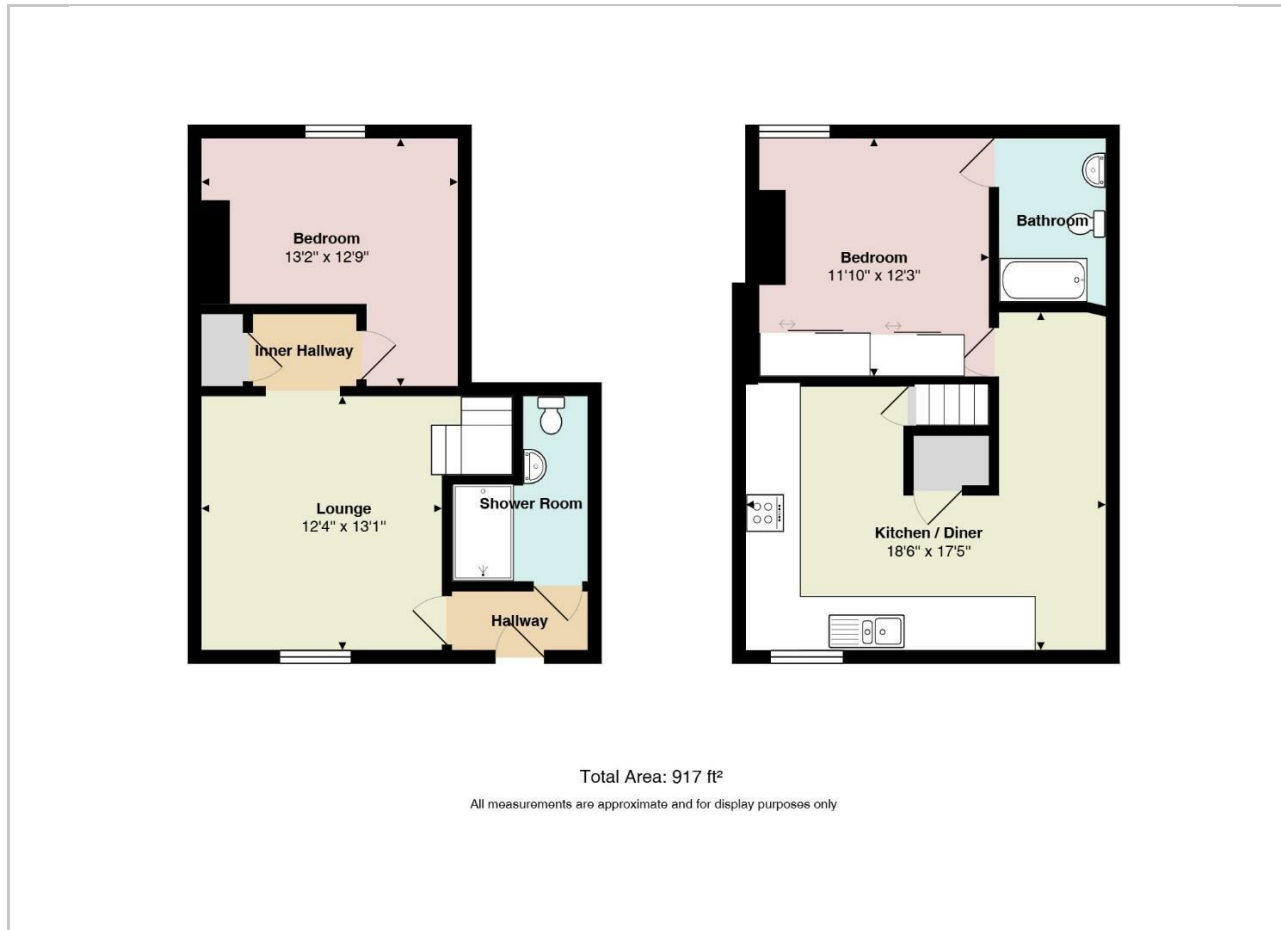 Bedroom
13'2" x 12'9"
Inner Hallway
Lounge
12'4" x 13'1"
Shower Room
Hallway
Bathroom
Bedroom
11'10" x 12'3"
Kitchen / Diner
18'6" x 17'5"
Total Area: 917 ft²
All measurements are approximate and for display purposes only